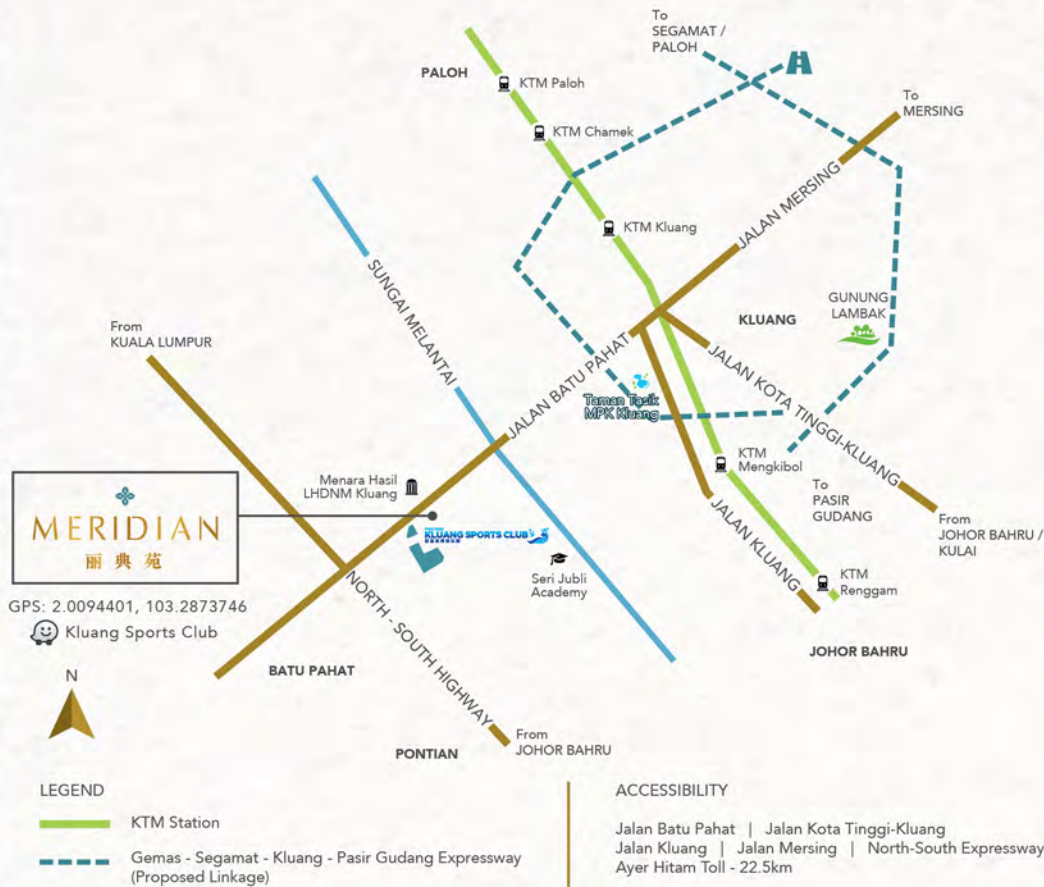 To
SEGAMAT /
PALOH
PALOH
KTM Paloh
To
MERSING
KTM Chamek
JALAN MERSING
KTM Kluang
SUNGAI MELANTAI
GUNUNG
LAMBAK
KLUANG
From
KUALA LUMPUR
JALAN BATU PAHAT
JALAN KOTA TINGGI-KLUANG
Taman Tasik
MPK Kluang
KTM
Mengkibol
Menara Hasil
LHDNM Kluang
To
PASIR
GUDANG
MERIDIAN
丽典苑
KLUANG SPORTS CLUB
From
JOHOR BAHRU /
KULAI
JALAN KLUANG
Seri Jubli
Academy
KTM
Renggam
GPS: 2.0094401, 103.2873746
Kluang Sports Club
NORTH - SOUTH HIGHWAY
JOHOR BAHRU
BATU PAHAT
N
From
JOHOR BAHRU
PONTIAN
LEGEND
KTM Station
Gemas - Segamat - Kluang - Pasir Gudang Expressway
(Proposed Linkage)
ACCESSIBILITY
Jalan Batu Pahat | Jalan Kota Tinggi-Kluang
Jalan Kluang | Jalan Mersing | North-South Expressway
Ayer Hitam Toll - 22.5km